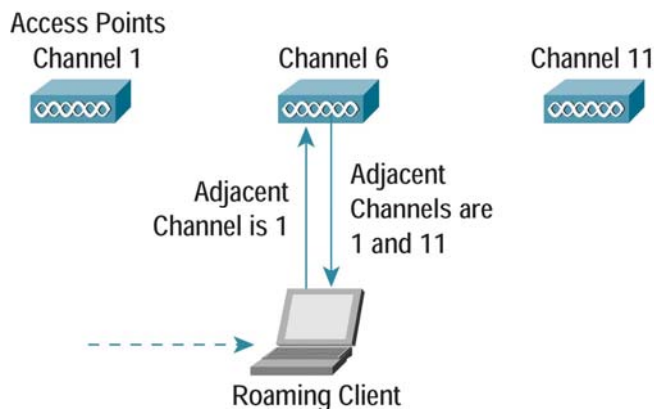 Access Points
Channel 1
Channel 6
Channel 11
Adjacent
Channel is 1
Adjacent
Channels are
1 and 11
Roaming Client